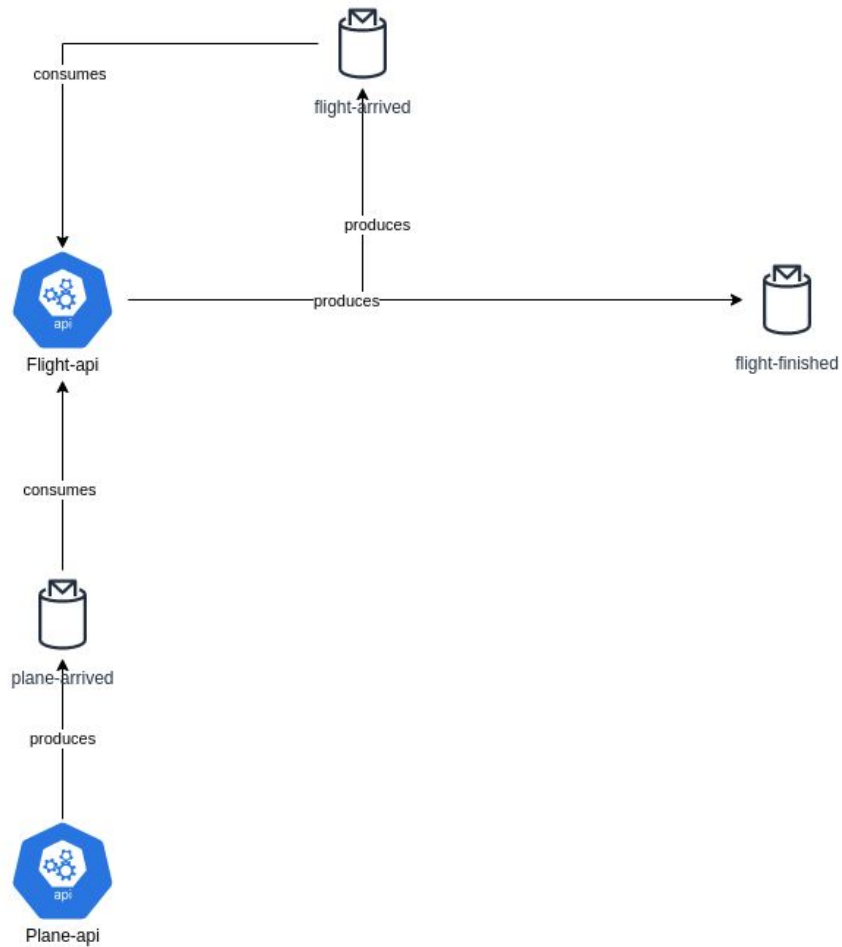 consumes
flight-arrived
produces
produces
api
Flight-api
flight-finished
consumes
plane-arrived
produces
api
Plane-api